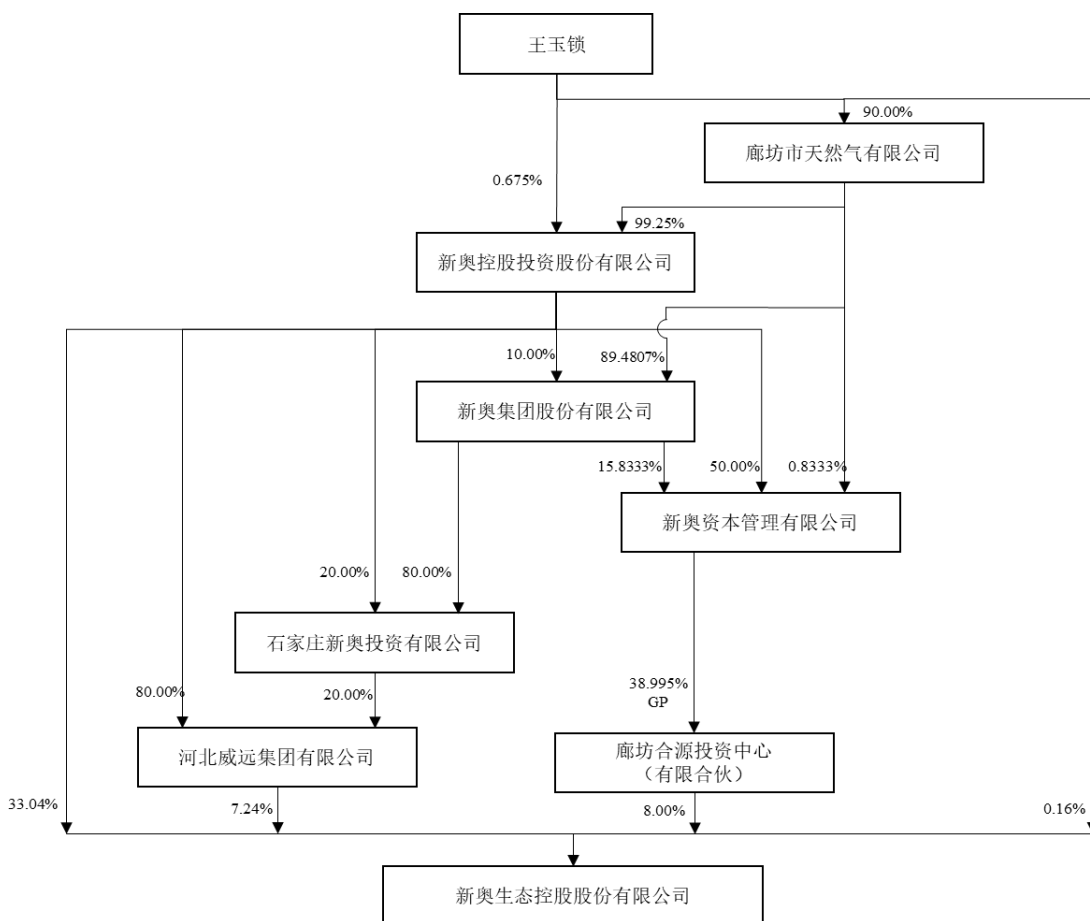 王玉锁
90.00%
廊坊市天然气有限公司
0.675%
99.25%
新奥控股投资股份有限公司
10.00%
89.4807%
新奥集团股份有限公司
15.8333%
50.00%
0.8333%
新奥资本管理有限公司
20.00%
80.00%
石家庄新奥投资有限公司
80.00%
20.00%
38.995%
GP
河北威远集团有限公司
廊坊合源投资中心
（有限合伙）
33.04%
7.24%
8.00%
0.16%
新奥生态控股股份有限公司